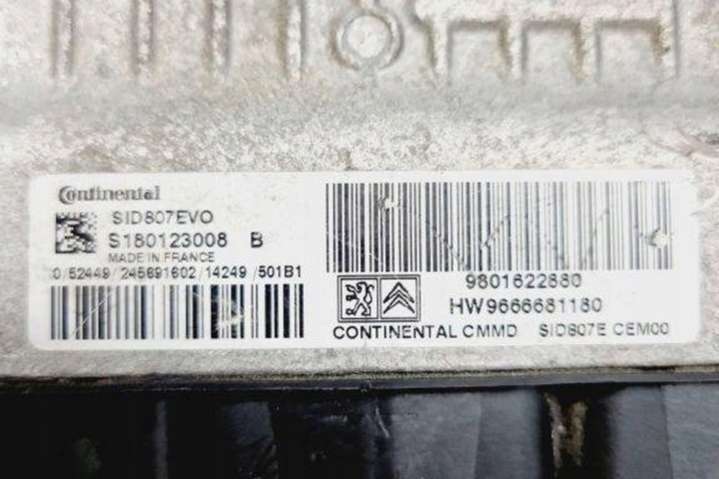 Continental
SID807EVO
S180123008 B
MADE IN FRANCE
0/52449/245691602/14249/501B1
9801622880
HW9666681180
CONTINENTAL CMMD SID807E CEM00